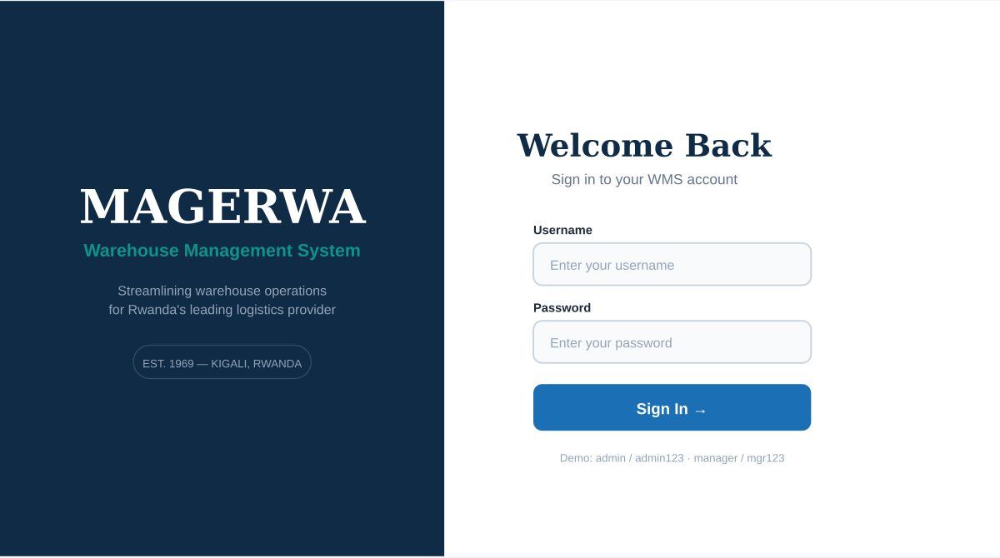 MAGERWA
Warehouse Management System
Streamlining warehouse operations
for Rwanda's leading logistics provider
EST. 1969 — KIGALI, RWANDA
Welcome Back
Sign in to your WMS account
Username
Enter your username
Password
Enter your password
Sign In →
Demo: admin / admin123 · manager / mgr123